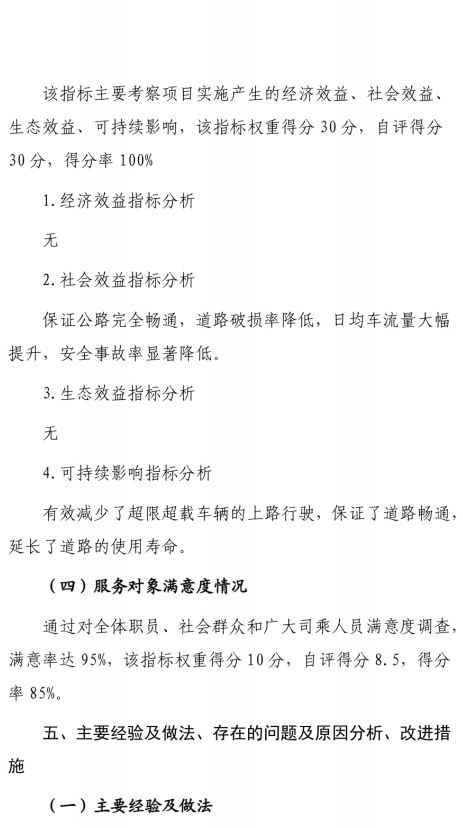 该指标主要考察项目实施产生的经济效益、社会效益、
生态效益、可持续影响，该指标权重得分 30 分，自评得分
30 分，得分率 100%
1.经济效益指标分析
无
2.社会效益指标分析
保证公路完全畅通，道路破损率降低，日均车流量大幅
提升，安全事故率显著降低。
3.生态效益指标分析
无
4.可持续影响指标分析
有效减少了超限超载车辆的上路行驶，保证了道路畅通，
延长了道路的使用寿命。
（四）服务对象满意度情况
通过对全体职员、社会群众和广大司乘人员满意度调查，
满意率达 95%，该指标权重得分 10 分，自评得分 8.5，得分
率 85%。
五、主要经验及做法、存在的问题及原因分析、改进措
施
（一）主要经验及做法